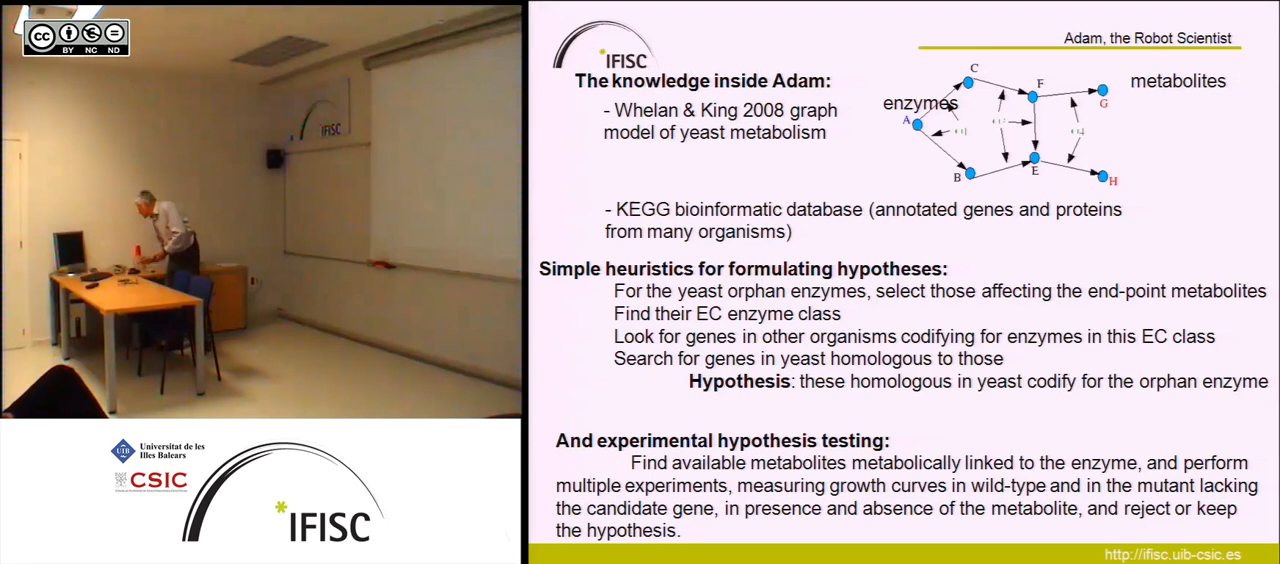 cc
BY NC ND
IFISC
Universitat de les
Illes Balears
UIB
CSIC
IFISC
IFISC
Adam, the Robot Scientist
The knowledge inside Adam:
- Whelan & King 2008 graph
model of yeast metabolism
enzymes
metabolites
C
F
G
A
B
E
H
- KEGG bioinformatic database (annotated genes and proteins
from many organisms)
Simple heuristics for formulating hypotheses:
For the yeast orphan enzymes, select those affecting the end-point metabolites
Find their EC enzyme class
Look for genes in other organisms codifying for enzymes in this EC class
Search for genes in yeast homologous to those
Hypothesis: these homologous in yeast codify for the orphan enzyme
And experimental hypothesis testing:
Find available metabolites metabolically linked to the enzyme, and perform
multiple experiments, measuring growth curves in wild-type and in the mutant lacking
the candidate gene, in presence and absence of the metabolite, and reject or keep
the hypothesis.
http://ifisc.uib-csic.es